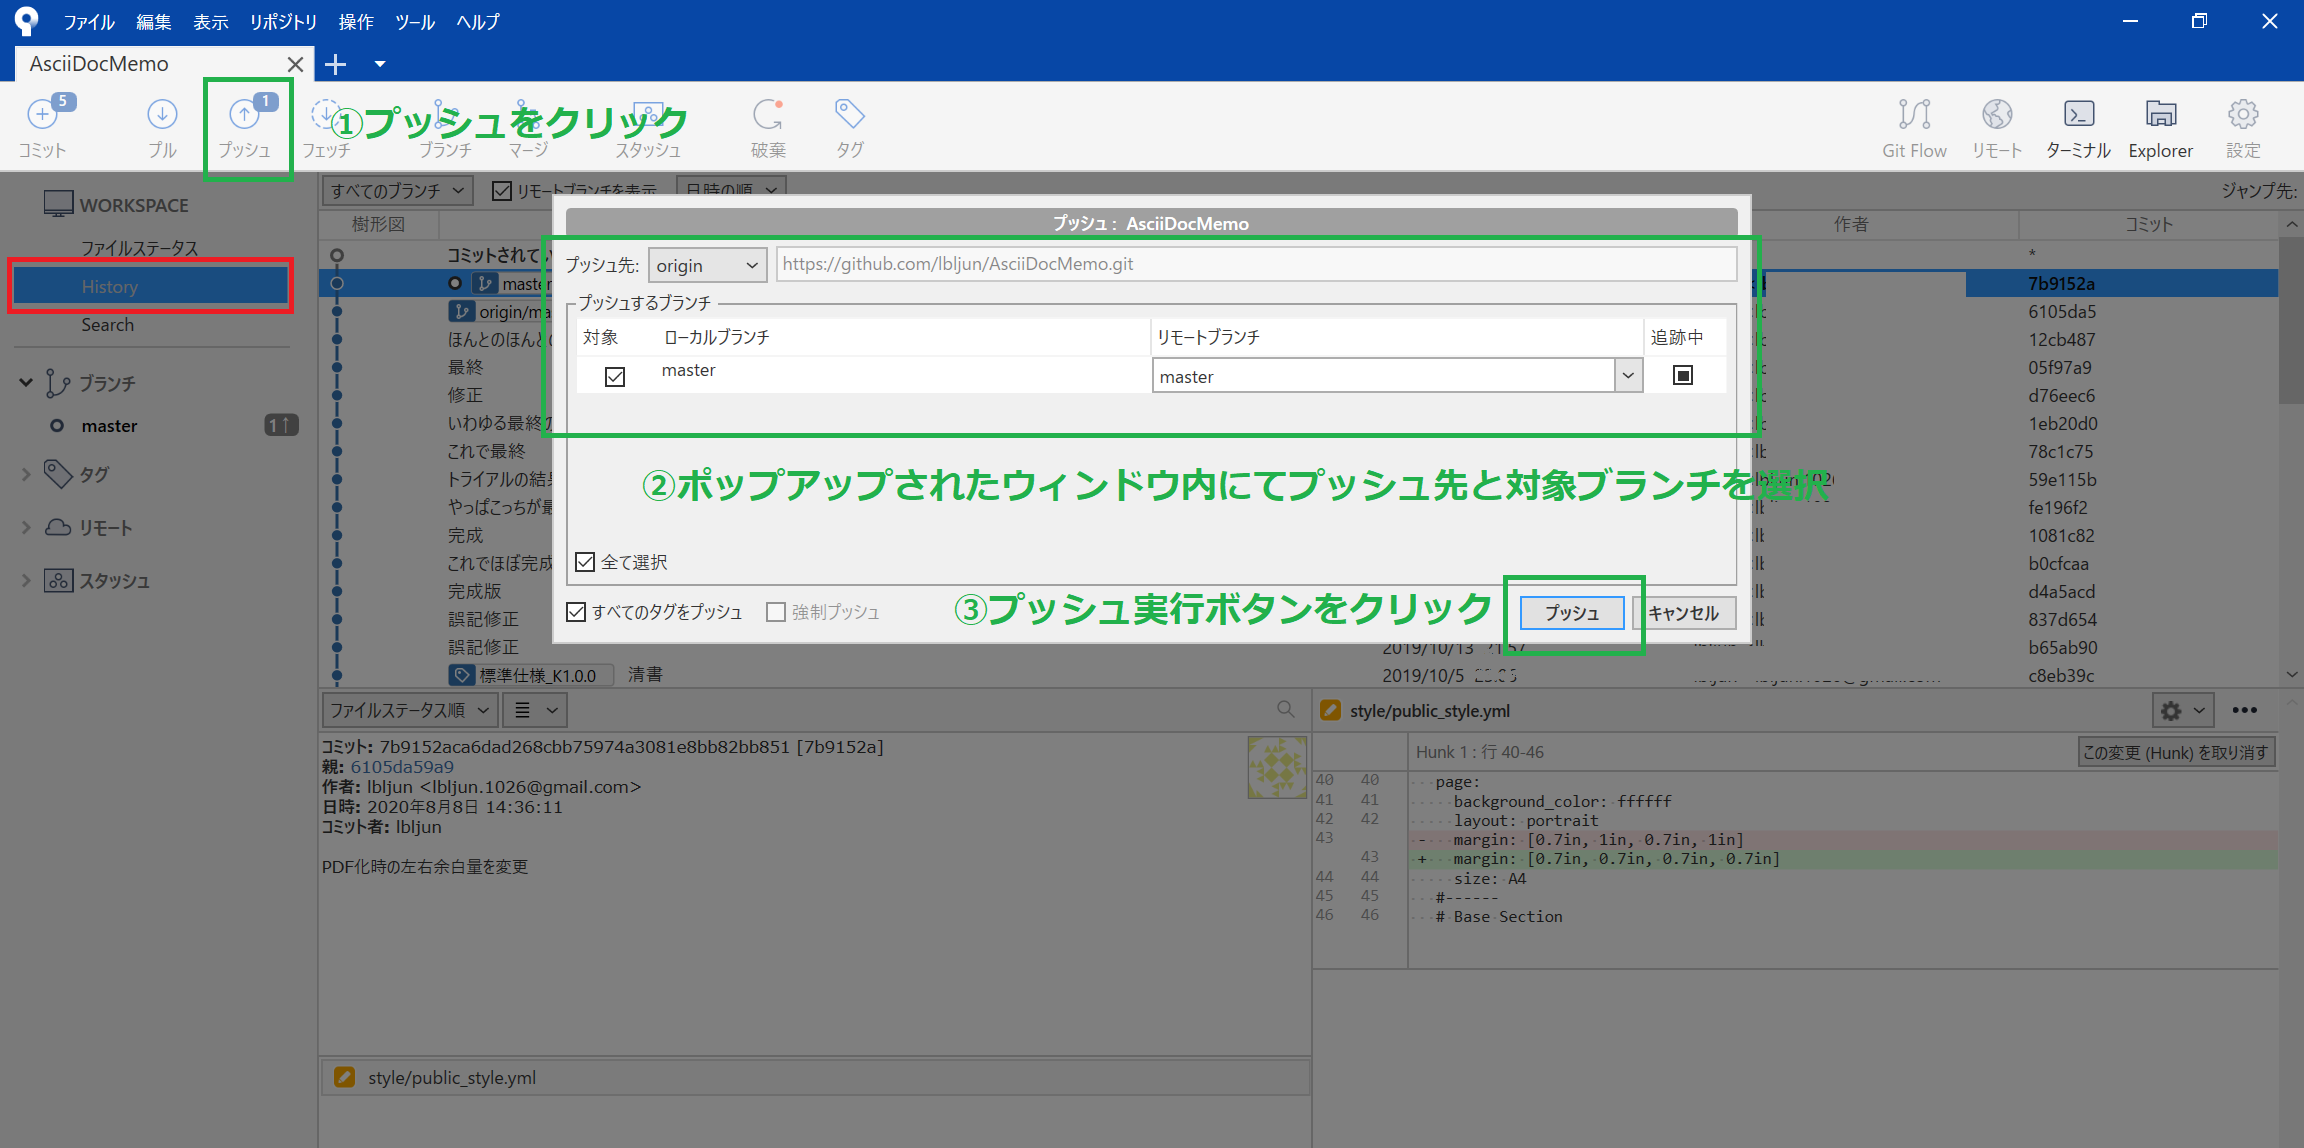 ファイル 編集 表示 リポジトリ 操作 ツール ヘルプ
AsciiDocMemo
5
1
コミット プル プッシュ フェッチ ブランチ マージ スタッシュ 破棄 タグ
①プッシュをクリック
Git Flow リモート ターミナル Explorer 設定
WORKSPACE
ファイルステータス
History
Search
ブランチ
master 1↑
タグ
リモート
スタッシュ
すべてのブランチ リモートブランチを表示 日時の順 ジャンプ先:
樹形図 作者 コミット
コミットされてい *
master 7b9152a
origin/ma 6105da5
ほんとのほんと 12cb487
最終 05f97a9
修正 d76eec6
いわゆる最終 1eb20d0
これで最終 78c1c75
トライアルの結果 59e115b
やっぱこっちが最 fe196f2
完成 1081c82
これでほぼ完成 b0cfcaa
完成版 d4a5acd
誤記修正 837d654
誤記修正 2019/10/13 b65ab90
標準仕様_K1.0.0 清書 2019/10/5 c8eb39c
プッシュ : AsciiDocMemo
プッシュ先: origin https://github.com/lbljun/AsciiDocMemo.git
プッシュするブランチ
対象 ローカルブランチ リモートブランチ 追跡中
master master
②ポップアップされたウィンドウ内にてプッシュ先と対象ブランチを選択
全て選択
すべてのタグをプッシュ 強制プッシュ
③プッシュ実行ボタンをクリック
プッシュ キャンセル
ファイルステータス順
コミット: 7b9152aca6dad268cbb75974a3081e8bb82bb851 [7b9152a]
親: 6105da59a9
作者: lbljun <lbljun.1026@gmail.com>
日時: 2020年8月8日 14:36:11
コミット者: lbljun
PDF化時の左右余白量を変更
style/public_style.yml
style/public_style.yml
Hunk 1 : 行 40-46 この変更 (Hunk) を取り消す
40 40 page:
41 41 background_color: ffffff
42 42 layout: portrait
43 - margin: [0.7in, 1in, 0.7in, 1in]
43 + margin: [0.7in, 0.7in, 0.7in, 0.7in]
44 44 size: A4
45 45 #------
46 46 # Base Section